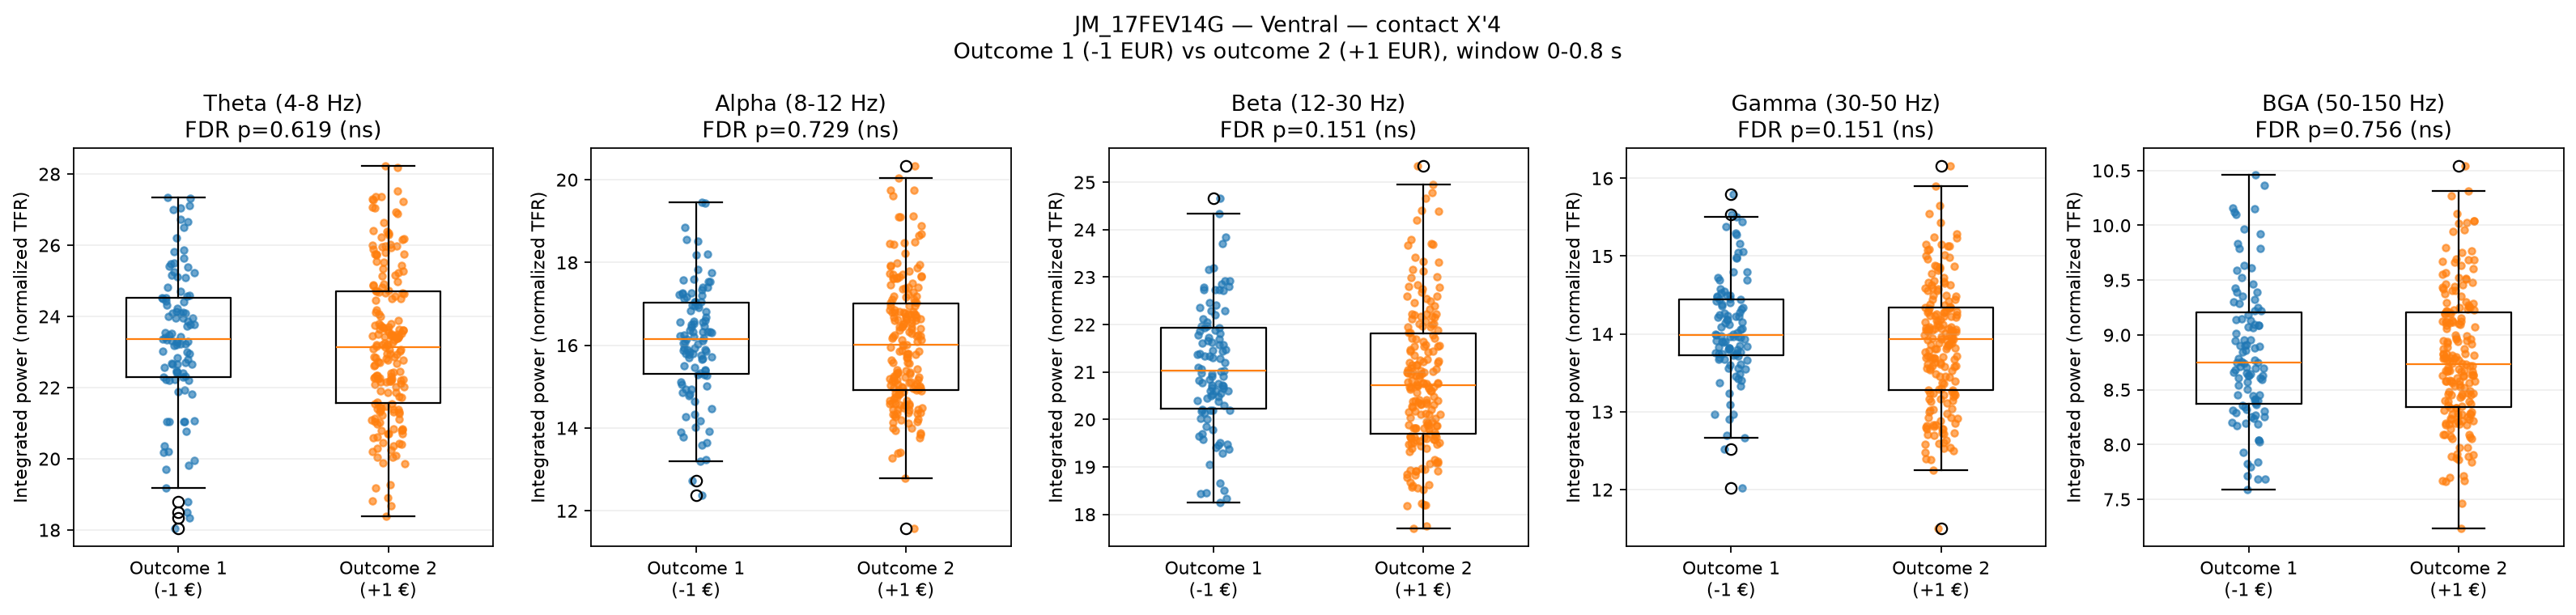 JM_17FEV14G — Ventral — contact X'4
Outcome 1 (-1 EUR) vs outcome 2 (+1 EUR), window 0-0.8 s
Theta (4-8 Hz)
FDR p=0.619 (ns)
Integrated power (normalized TFR)
28
26
24
22
20
18
Outcome 1
(-1 €)
Outcome 2
(+1 €)
Alpha (8-12 Hz)
FDR p=0.729 (ns)
Integrated power (normalized TFR)
20
18
16
14
12
Outcome 1
(-1 €)
Outcome 2
(+1 €)
Beta (12-30 Hz)
FDR p=0.151 (ns)
Integrated power (normalized TFR)
25
24
23
22
21
20
19
18
Outcome 1
(-1 €)
Outcome 2
(+1 €)
Gamma (30-50 Hz)
FDR p=0.151 (ns)
Integrated power (normalized TFR)
16
15
14
13
12
Outcome 1
(-1 €)
Outcome 2
(+1 €)
BGA (50-150 Hz)
FDR p=0.756 (ns)
Integrated power (normalized TFR)
10.5
10.0
9.5
9.0
8.5
8.0
7.5
Outcome 1
(-1 €)
Outcome 2
(+1 €)